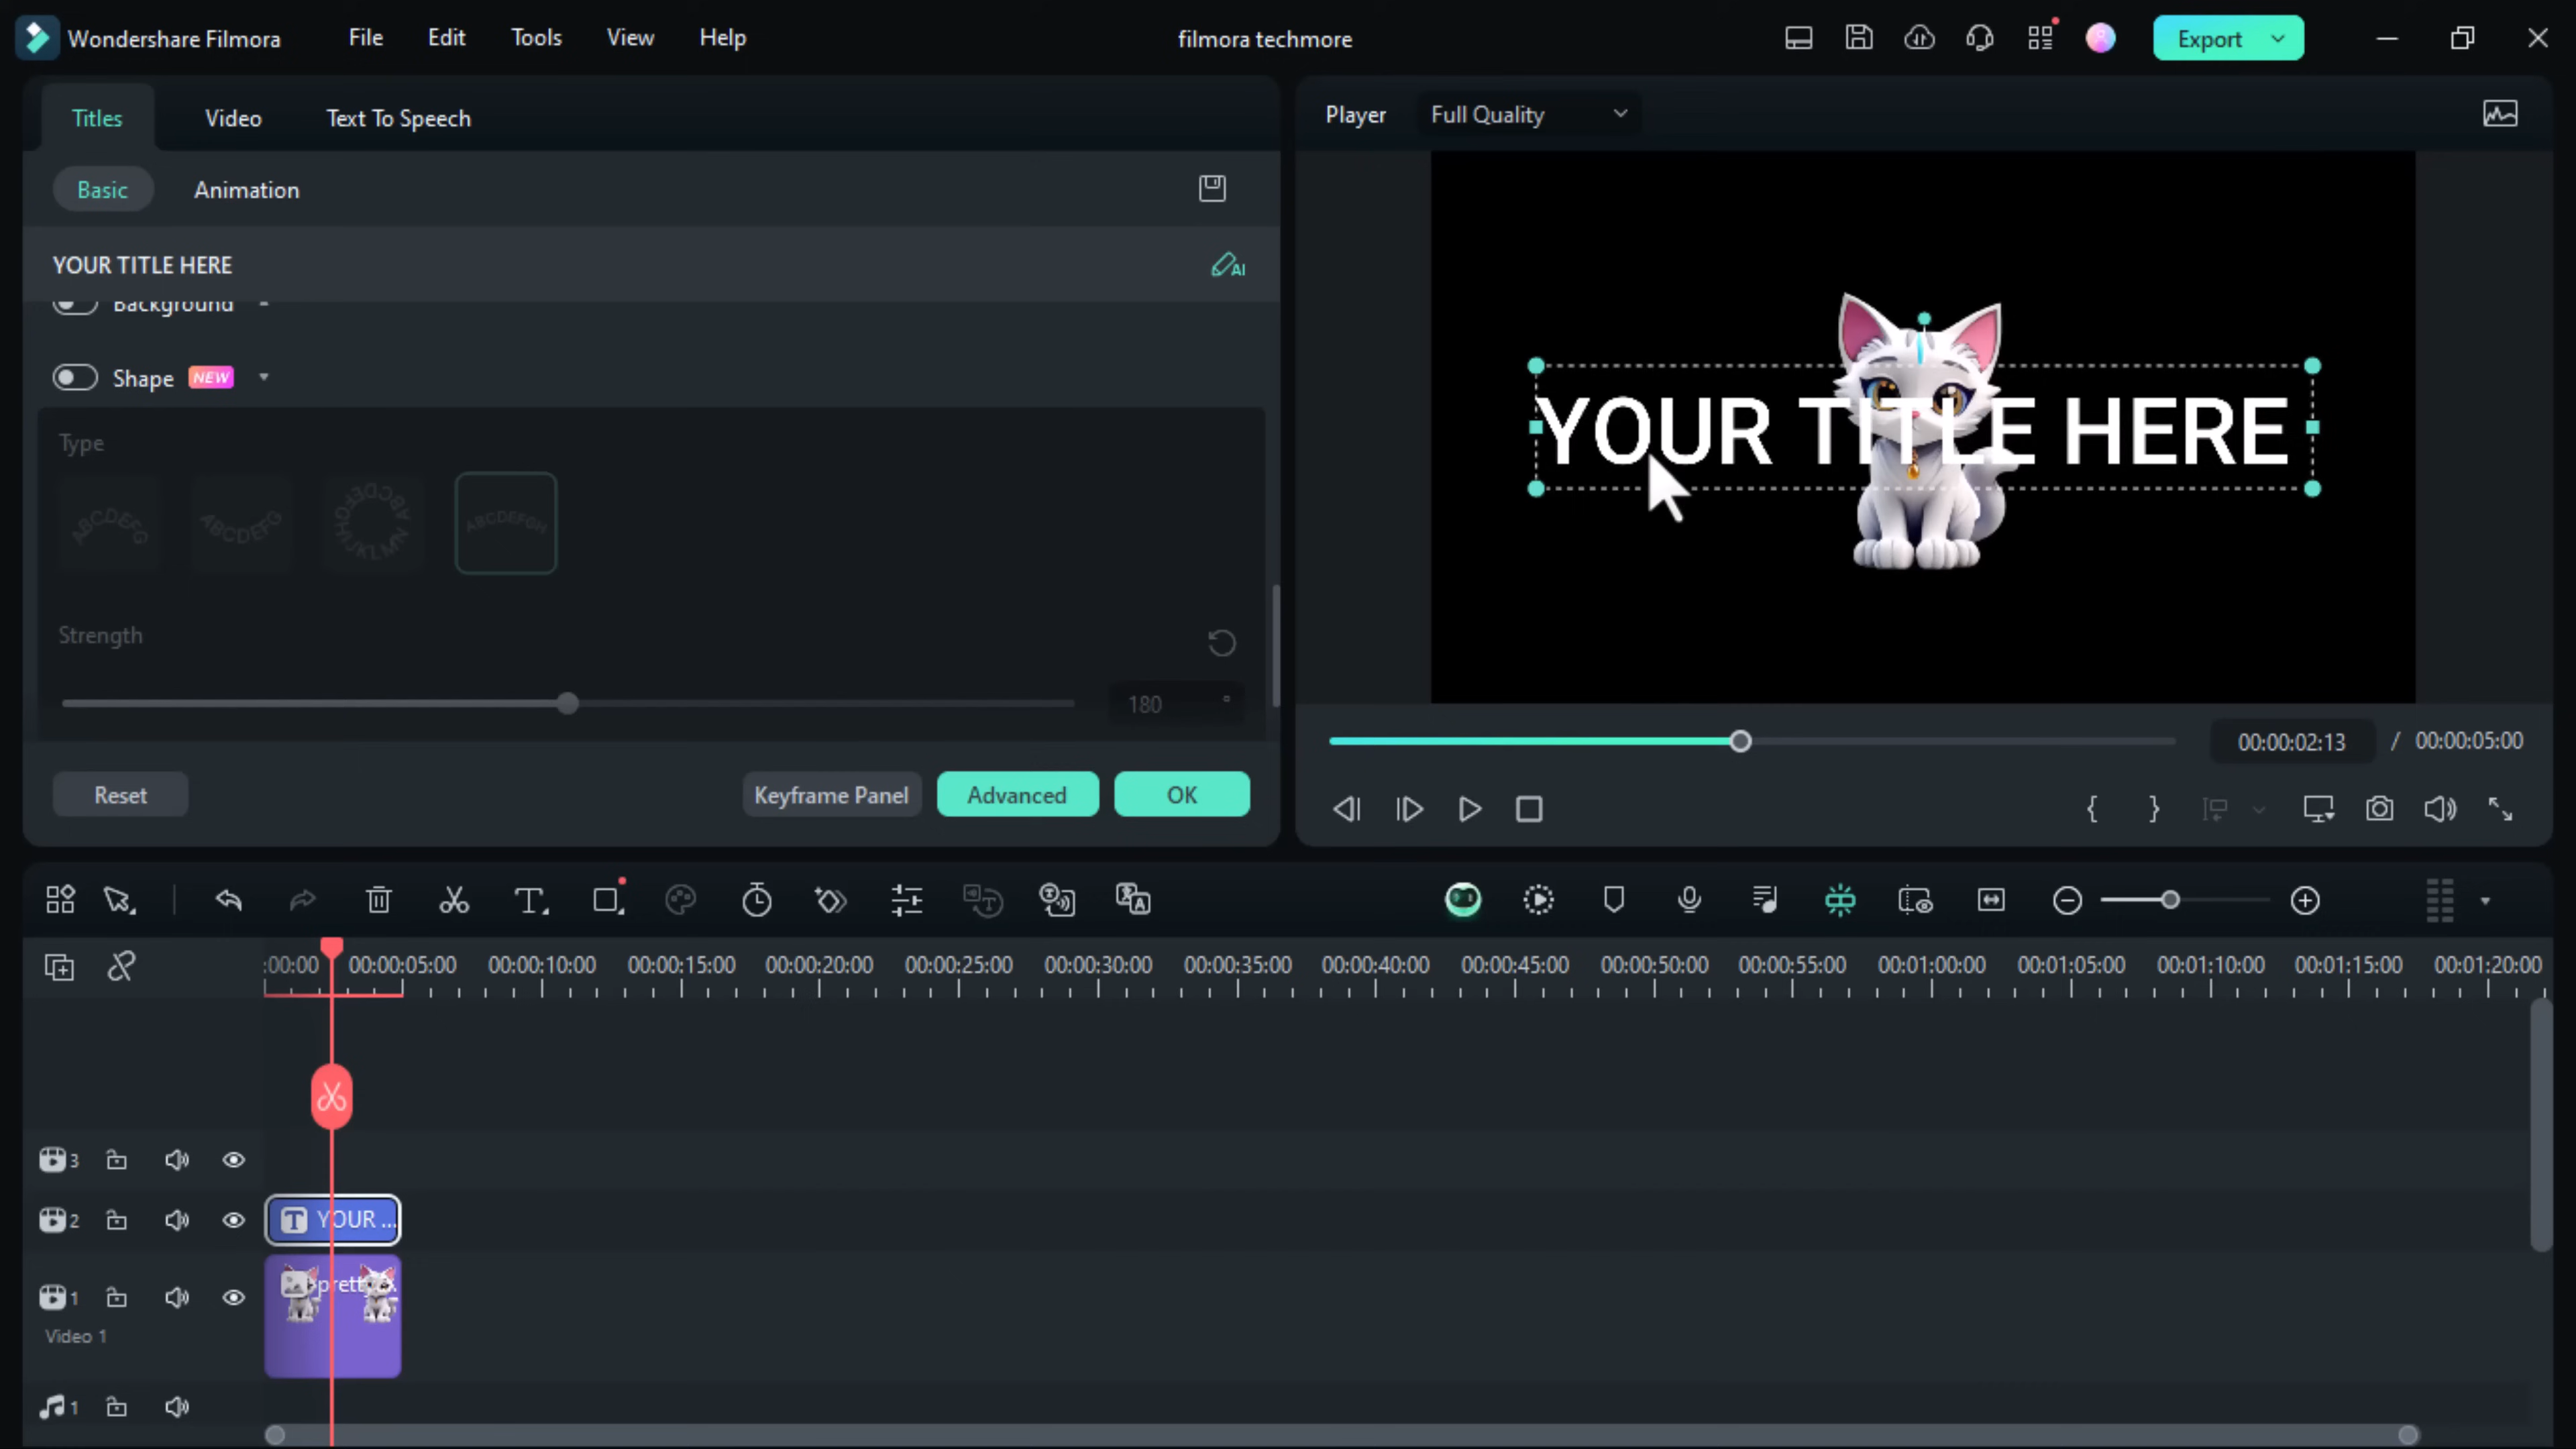 Wondershare Filmora File Edit Tools View Help filmora techmore Export
Titles Video Text To Speech
Player Full Quality
Basic Animation
YOUR TITLE HERE AI
Background
Shape NEW
Type
ABCDEFG ABCDEFG ABCDEFGHIJKLMN ABCDEFGH
Strength
180 °
Reset Keyframe Panel Advanced OK
YOUR TITLE HERE
00:00:02:13 / 00:00:05:00
:00:00 00:00:05:00 00:00:10:00 00:00:15:00 00:00:20:00 00:00:25:00 00:00:30:00 00:00:35:00 00:00:40:00 00:00:45:00 00:00:50:00 00:00:55:00 00:01:00:00 00:01:05:00 00:01:10:00 00:01:15:00 00:01:20:00
3
2 T YOUR ...
1 prett
Video 1
1